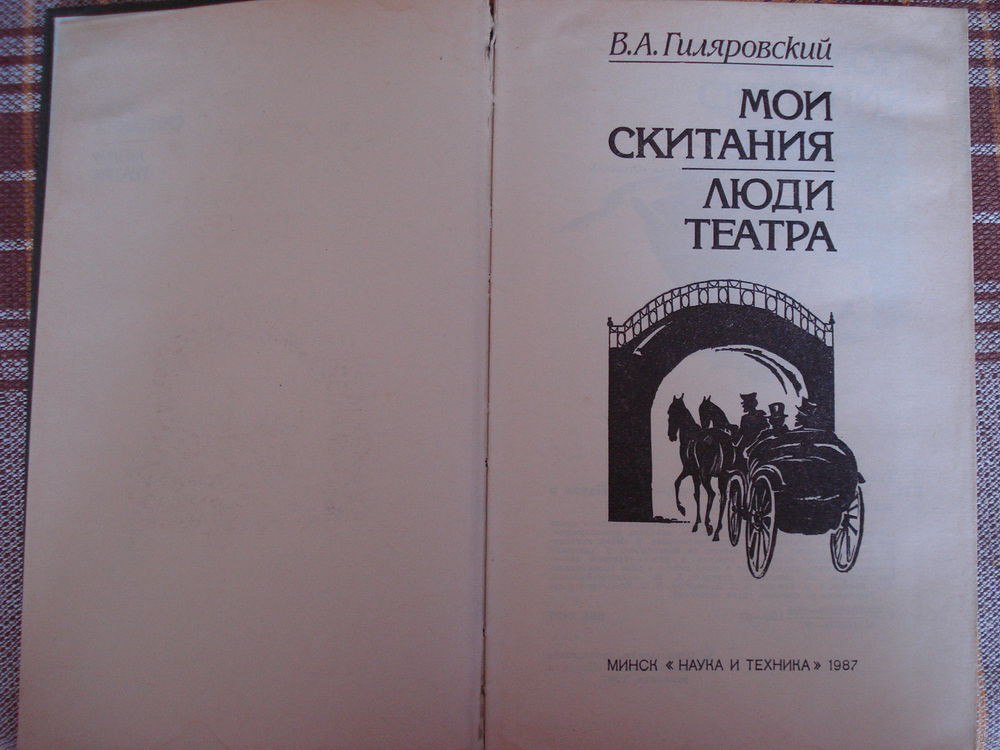 В.А. Гиляровский
МОИ
СКИТАНИЯ
ЛЮДИ
ТЕАТРА
МИНСК «НАУКА И ТЕХНИКА» 1987